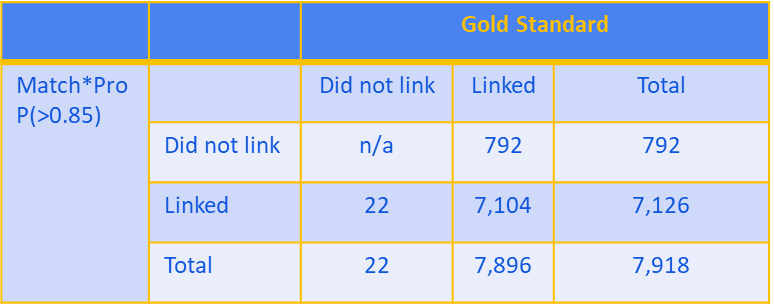 Gold Standard
Match*Pro
P(>0.85)
Did not link Linked Total
Did not link n/a 792 792
Linked 22 7,104 7,126
Total 22 7,896 7,918